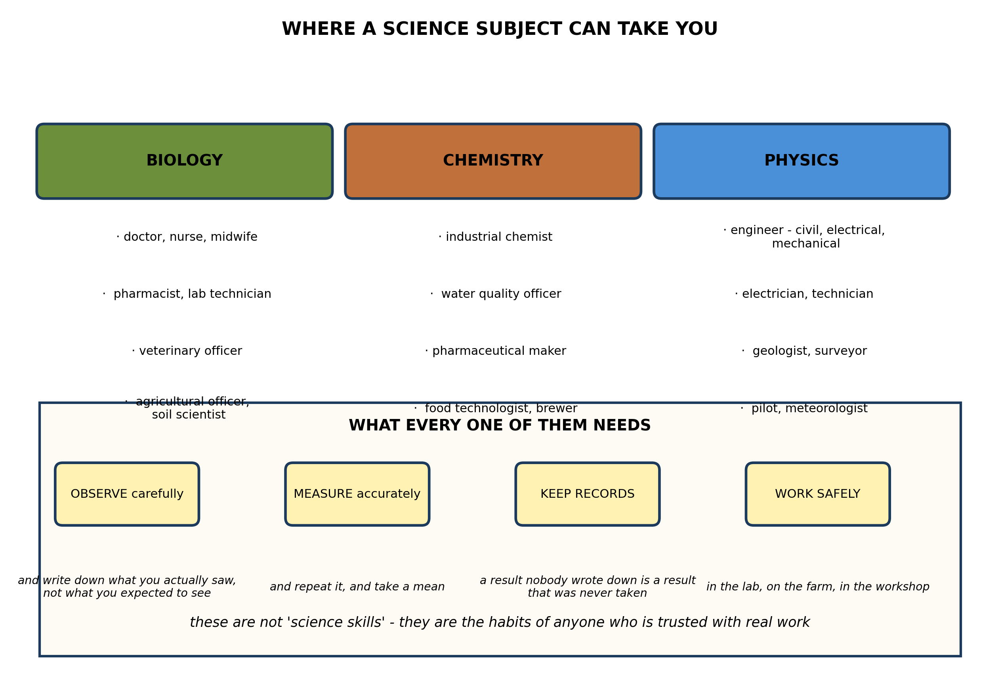 WHERE A SCIENCE SUBJECT CAN TAKE YOU
BIOLOGY
· doctor, nurse, midwife
· pharmacist, lab technician
· veterinary officer
· agricultural officer,
soil scientist
CHEMISTRY
· industrial chemist
· water quality officer
· pharmaceutical maker
· food technologist, brewer
PHYSICS
· engineer - civil, electrical,
mechanical
· electrician, technician
· geologist, surveyor
· pilot, meteorologist
WHAT EVERY ONE OF THEM NEEDS
OBSERVE carefully
and write down what you actually saw,
not what you expected to see
MEASURE accurately
and repeat it, and take a mean
KEEP RECORDS
a result nobody wrote down is a result
that was never taken
WORK SAFELY
in the lab, on the farm, in the workshop
these are not 'science skills' - they are the habits of anyone who is trusted with real work